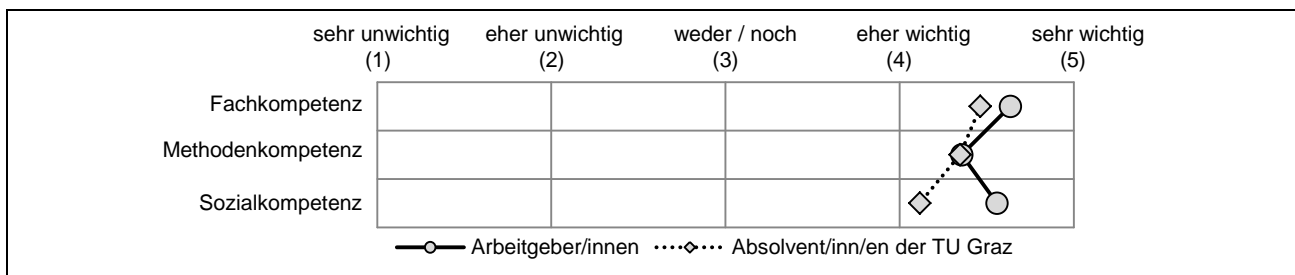 sehr unwichtig eher unwichtig weder / noch eher wichtig sehr wichtig
(1) (2) (3) (4) (5)
Fachkompetenz
Methodenkompetenz
Sozialkompetenz
Arbeitgeber/innen Absolvent/inn/en der TU Graz